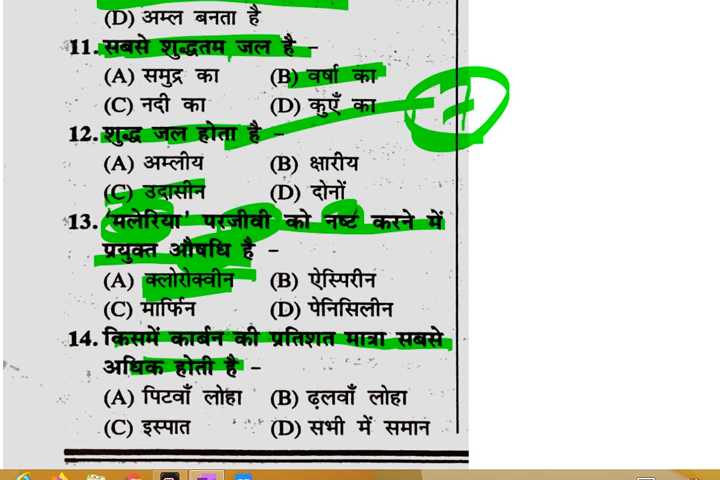 (D) अम्ल बनता है
11. सबसे शुद्धतम जल है –
(A) समुद्र का (B) वर्षा का
(C) नदी का (D) कुएँ का
12. शुद्ध जल होता है –
(A) अम्लीय (B) क्षारीय
(C) उदासीन (D) दोनों
13. 'मलेरिया' परजीवी को नष्ट करने में
प्रयुक्त औषधि है –
(A) क्लोरोक्वीन (B) ऐस्पिरीन
(C) मार्फिन (D) पेनिसिलीन
14. किसमें कार्बन की प्रतिशत मात्रा सबसे
अधिक होती है –
(A) पिटवाँ लोहा (B) ढ़लवाँ लोहा
(C) इस्पात (D) सभी में समान